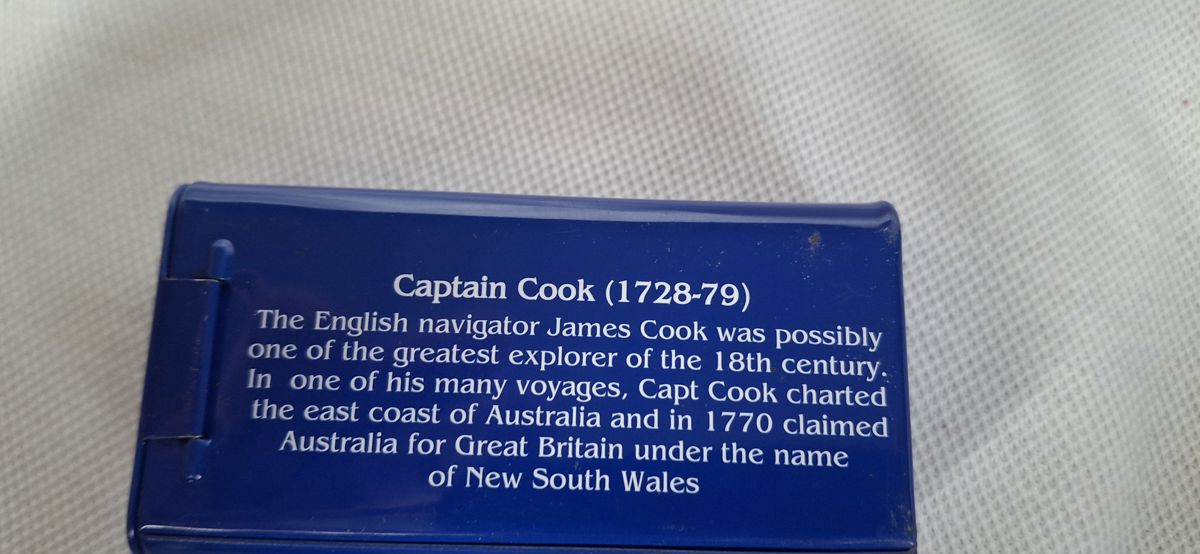 Captain Cook (1728-79)
The English navigator James Cook was possibly
one of the greatest explorer of the 18th century.
In one of his many voyages, Capt Cook charted
the east coast of Australia and in 1770 claimed
Australia for Great Britain under the name
of New South Wales